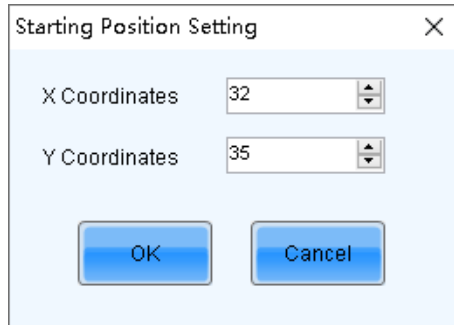 Starting Position Setting
X Coordinates 32
Y Coordinates 35
OK Cancel